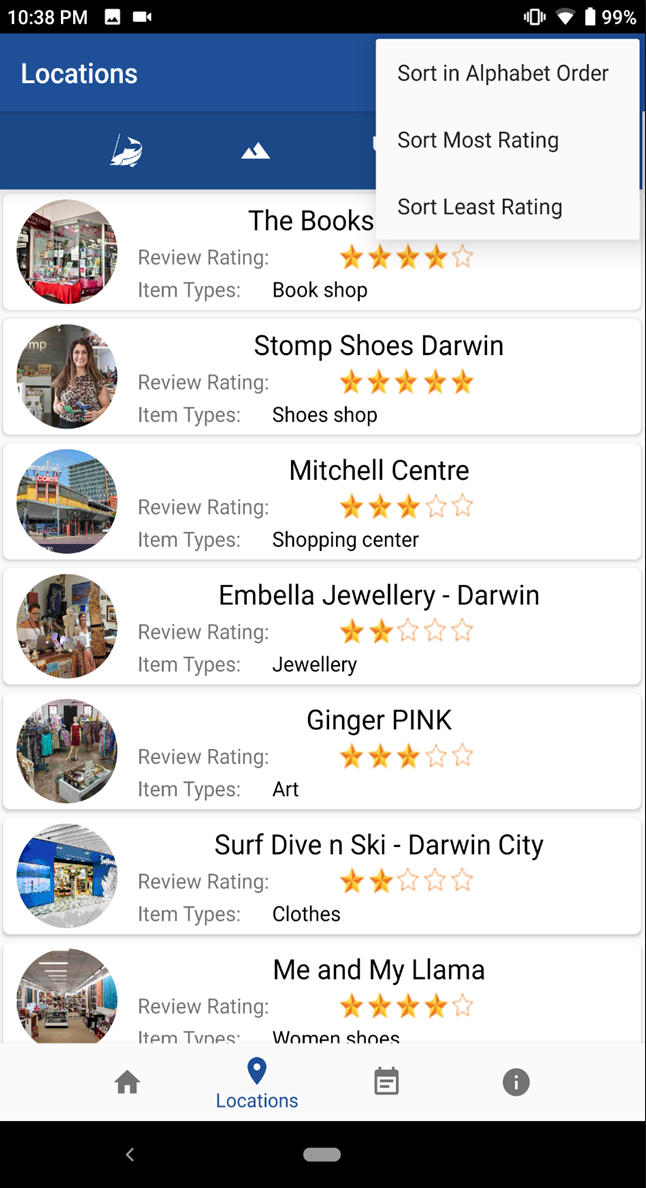 10:38 PM 99%
Locations
Sort in Alphabet Order
Sort Most Rating
Sort Least Rating
The Books
Review Rating:
Item Types: Book shop
mp
Stomp Shoes Darwin
Review Rating:
Item Types: Shoes shop
coles
Mitchell Centre
Review Rating:
Item Types: Shopping center
Embella Jewellery - Darwin
Review Rating:
Item Types: Jewellery
Ginger PINK
Review Rating:
Item Types: Art
Surf Dive n Ski - Darwin City
Review Rating:
Item Types: Clothes
Me and My Llama
Review Rating:
Item Types: Women shoes
Locations